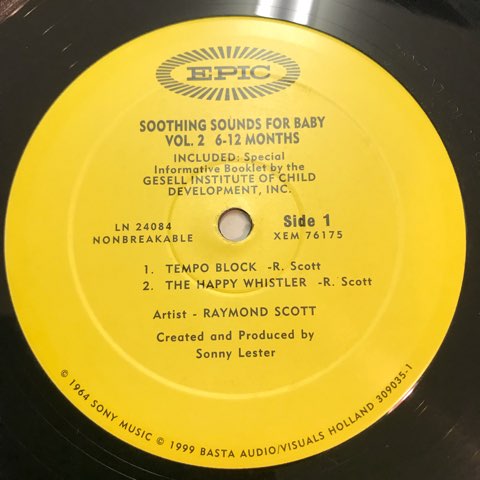 EPIC
SOOTHING SOUNDS FOR BABY
VOL. 2 6-12 MONTHS
INCLUDED: Special
Informative Booklet by the
GESELL INSTITUTE OF CHILD
DEVELOPMENT, INC.
LN 24084
NONBREAKABLE
Side 1
XEM 76175
1. TEMPO BLOCK -R. Scott
2. THE HAPPY WHISTLER -R. Scott
Artist - RAYMOND SCOTT
Created and Produced by
Sonny Lester
© 1964 SONY MUSIC © 1999 BASTA AUDIO/VISUALS HOLLAND 309035-1